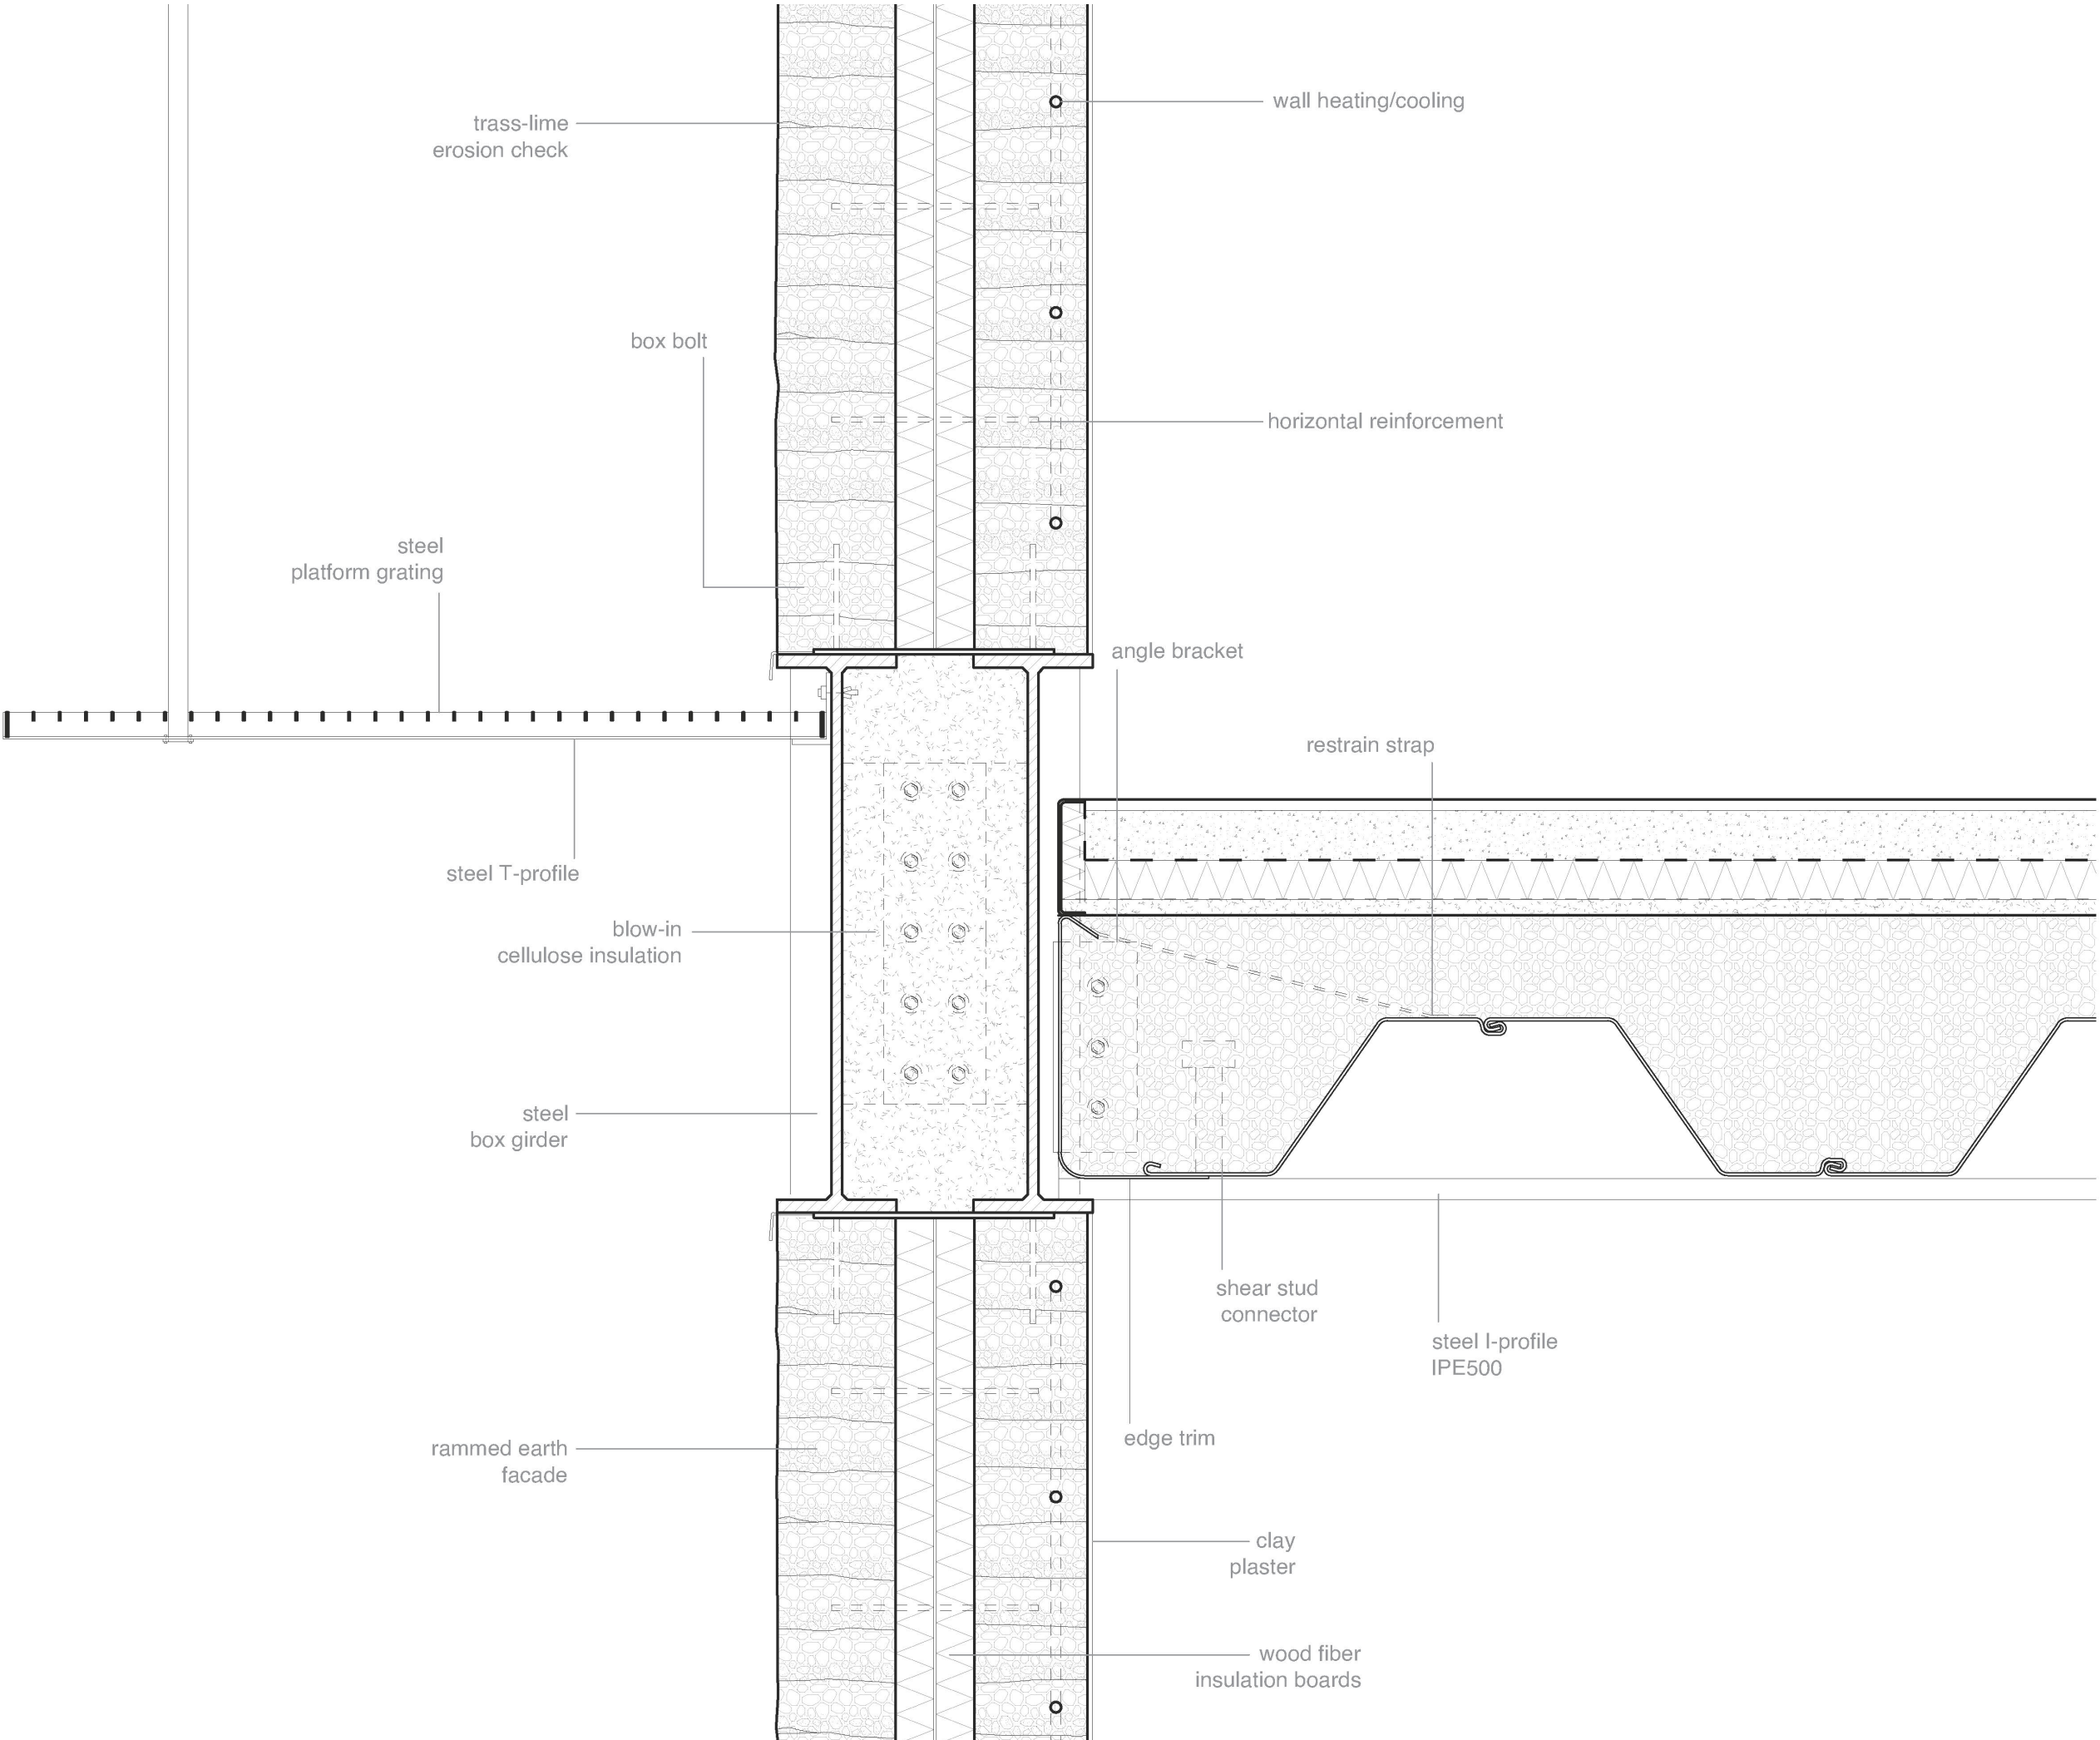 wall heating/cooling
trass-lime
erosion check
box bolt
horizontal reinforcement
steel
platform grating
angle bracket
restrain strap
steel T-profile
blow-in
cellulose insulation
steel
box girder
shear stud
connector
steel I-profile
IPE500
edge trim
rammed earth
facade
clay
plaster
wood fiber
insulation boards